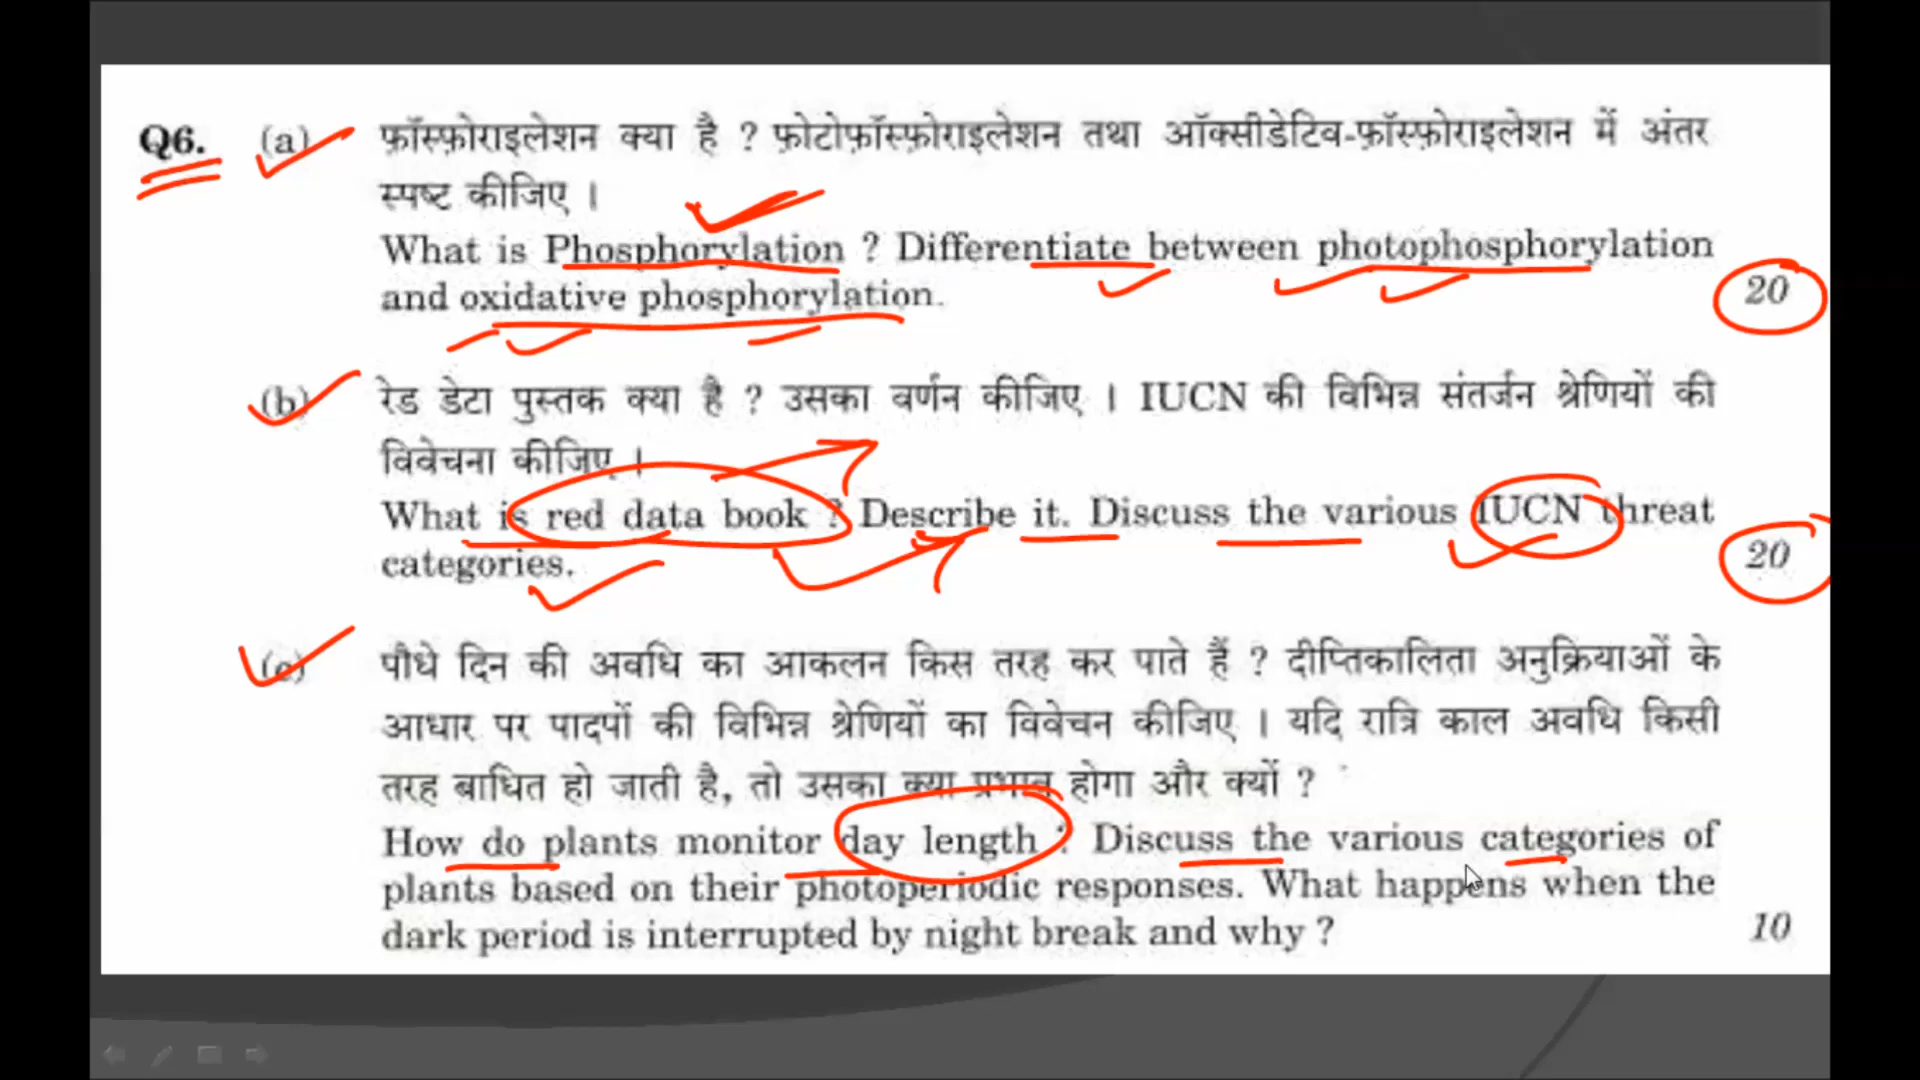 Q6. (a) फ़ॉस्फ़ोराइलेशन क्या है ? फ़ोटोफ़ॉस्फ़ोराइलेशन तथा ऑक्सीडेटिव-फ़ॉस्फ़ोराइलेशन में अंतर
स्पष्ट कीजिए ।
What is Phosphorylation ? Differentiate between photophosphorylation
and oxidative phosphorylation. 20
(b) रेड डेटा पुस्तक क्या है ? उसका वर्णन कीजिए । IUCN की विभिन्न संतर्जन श्रेणियों की
विवेचना कीजिए ।
What is red data book ? Describe it. Discuss the various IUCN threat
categories. 20
(c) पौधे दिन की अवधि का आकलन किस तरह कर पाते हैं ? दीप्तिकालिता अनुक्रियाओं के
आधार पर पादपों की विभिन्न श्रेणियों का विवेचन कीजिए । यदि रात्रि काल अवधि किसी
तरह बाधित हो जाती है, तो उसका क्या प्रभाव होगा और क्यों ?
How do plants monitor day length ? Discuss the various categories of
plants based on their photoperiodic responses. What happens when the
dark period is interrupted by night break and why ? 10